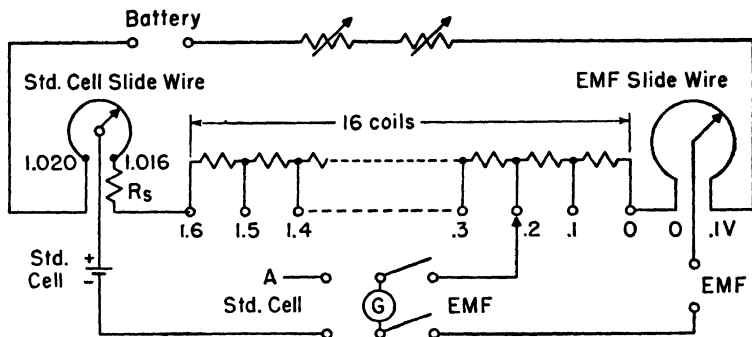 Battery
Std. Cell Slide Wire
EMF Slide Wire
16 coils
1.020
1.016
Rs
1.6
1.5
1.4
.3
.2
.1
0
0
.1V
Std.
Cell
+
-
A
Std. Cell
G
EMF
EMF